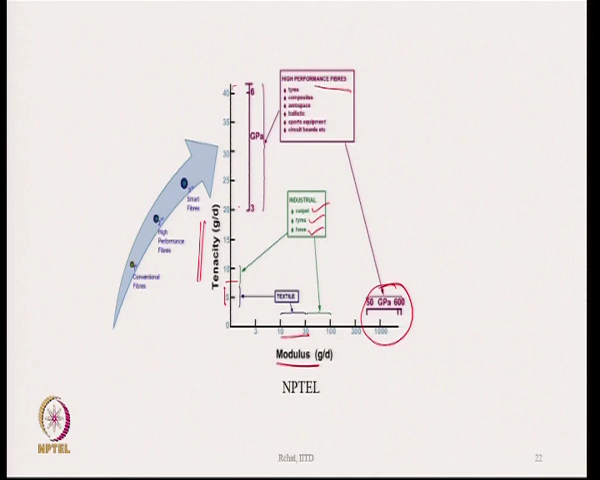 HIGH PERFORMANCE FIBRES
tyres
composites
aerospace
ballistic
sports equipment
circuit boards etc
40
6
35
GPa
30
25
20
3
15
10
5
0
Tenacity (g/d)
INDUSTRIAL
carpet
tyres
hose
Smart
Fibres
High
Performance
Fibres
Conventional
Fibres
TEXTILE
50 GPa 600
3
10
30
100
300
1000
Modulus (g/d)
NPTEL
NPTEL
Rchat, IITD
22